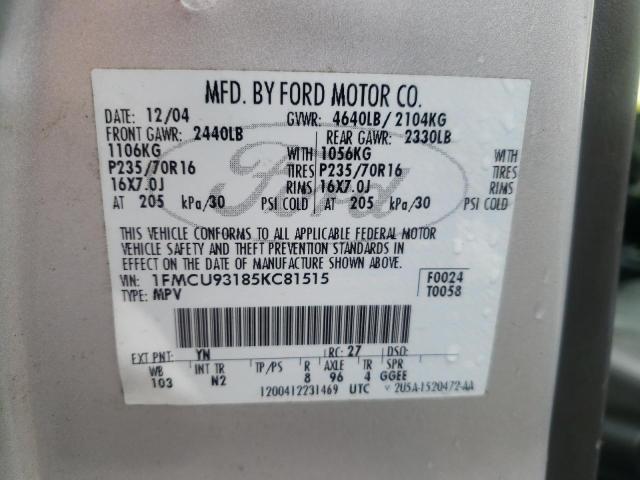 MFD. BY FORD MOTOR CO.
DATE: 12/04 GVWR: 4640LB/ 2104KG
FRONT GAWR: 2440LB REAR GAWR: 2330LB
1106KG WITH 1056KG WITH
P235/70R16 TIRES P235/70R16 TIRES
16X7.0J RIMS 16X7.0J RIMS
AT 205 kPa/30 PSI COLD AT 205 kPa/30 PSI COLD
Ford
THIS VEHICLE CONFORMS TO ALL APPLICABLE FEDERAL MOTOR
VEHICLE SAFETY AND THEFT PREVENTION STANDARDS IN
EFFECT ON THE DATE OF MANUFACTURE SHOWN ABOVE.
VIN: 1FMCU93185KC81515 F0024
TYPE: MPV T0058
EXT PNT: YN RC: 27 DSO:
WB INT TR TP/PS R AXLE TR SPR
103 N2 8 96 4 GGEE
1200412231469 UTC 2U5A-1520472-AA